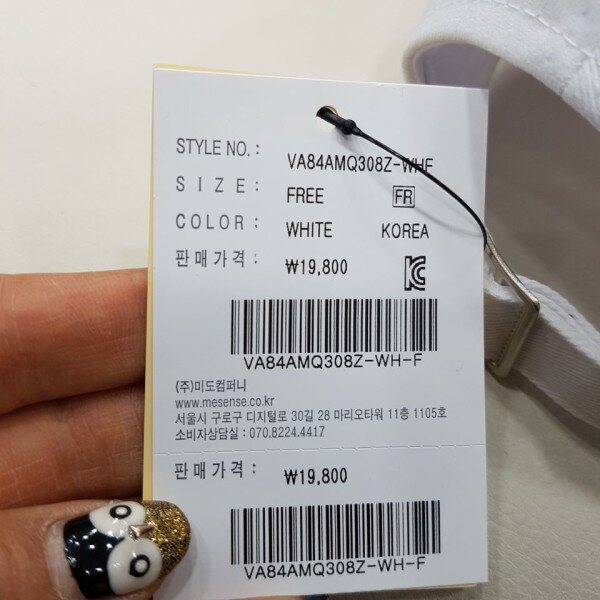 STYLE NO. : VA84AMQ308Z-WHF
SIZE : FREE FR
COLOR : WHITE KOREA
판매가격 : ₩19,800
VA84AMQ308Z-WH-F
(주)미도컴퍼니
www.mesense.co.kr
서울시 구로구 디지털로 30길 28 마리오타워 11층 1105호
소비자상담실 : 070.8224.4417
판매가격 : ₩19,800
VA84AMQ308Z-WH-F